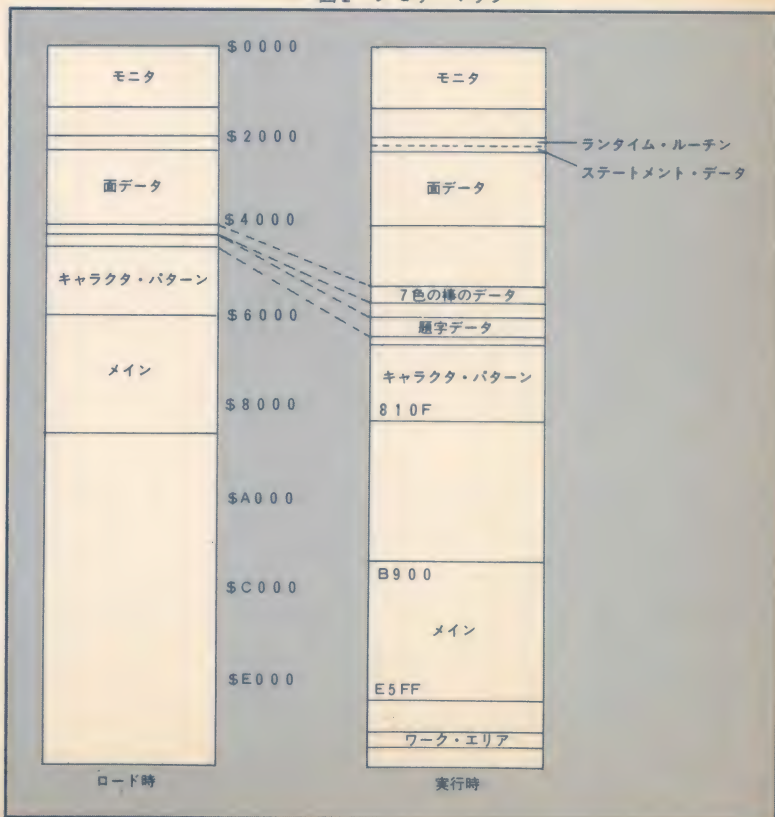 $0000
モニタ
$2000
面データ
$4000
キャラクタ・パターン
$6000
メイン
$8000
$A000
$C000
$E000
ロード時
モニタ
ランタイム・ルーチン
ステートメント・データ
面データ
7色の棒のデータ
題字データ
キャラクタ・パターン
810F
B900
メイン
E5FF
ワーク・エリア
実行時